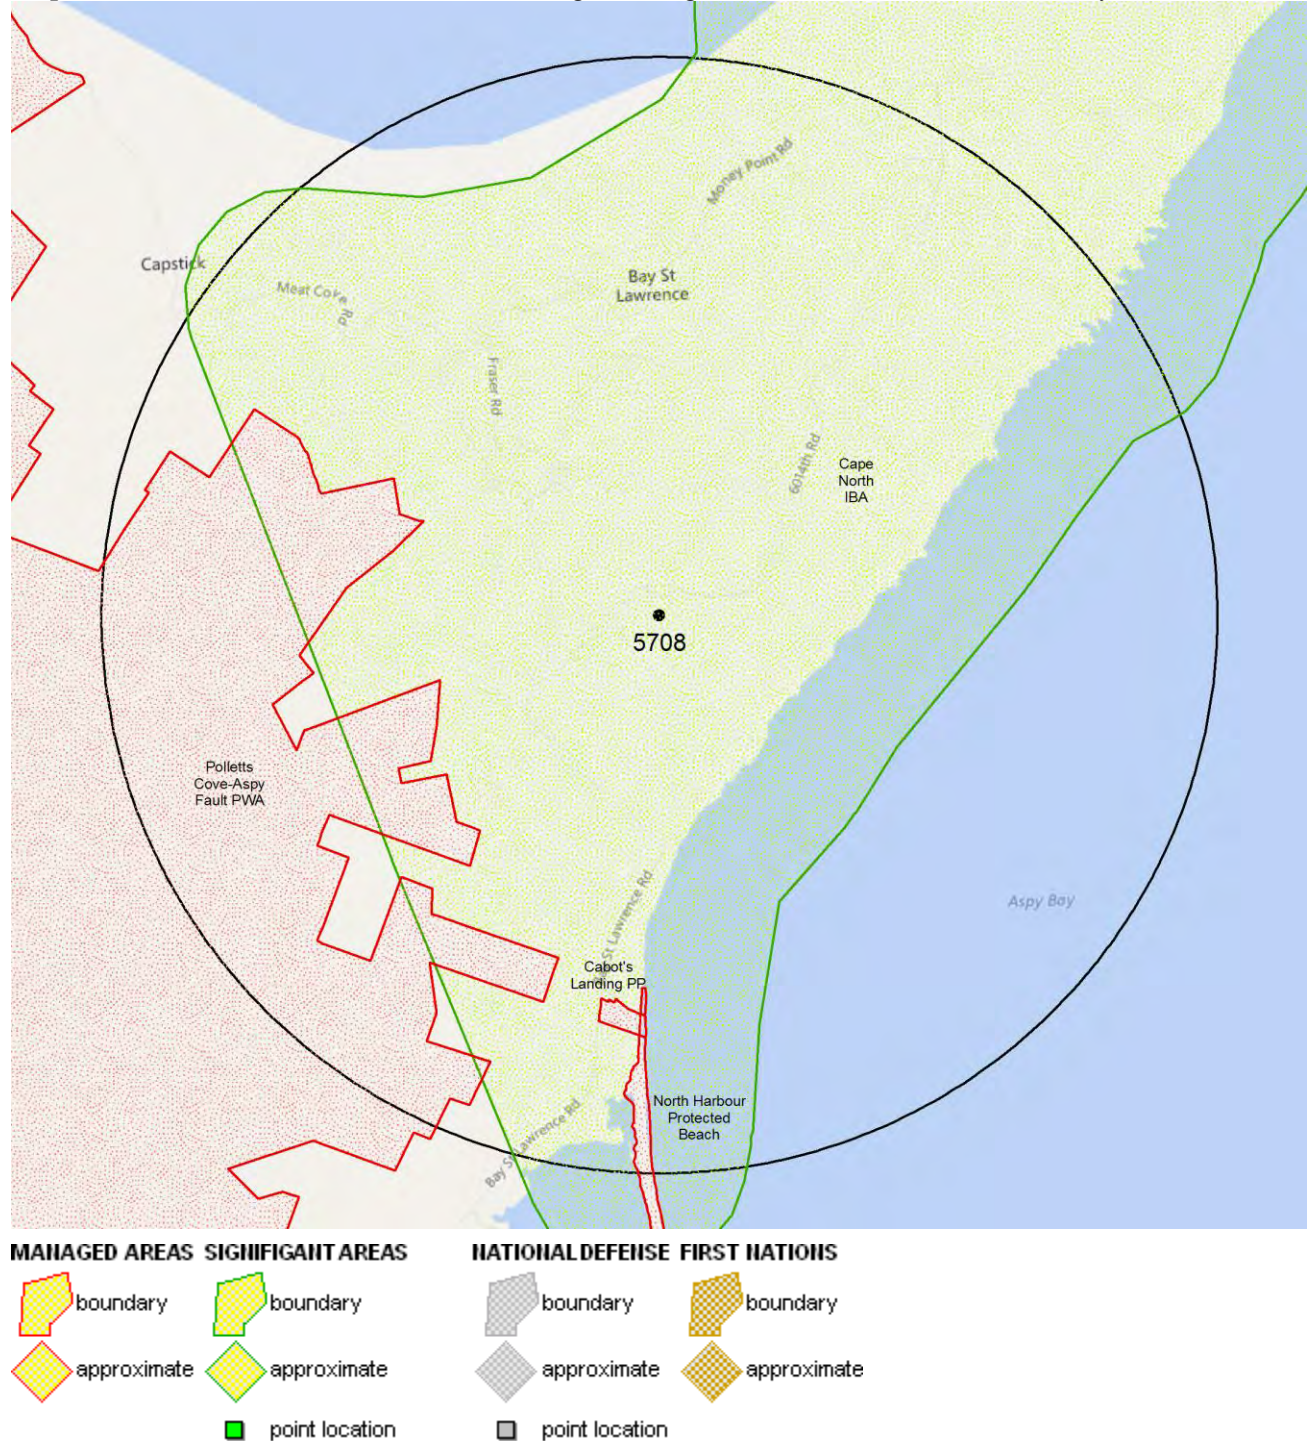 Capstick
Meat Cove Rd
Money Point Rd
Bay St
Lawrence
Fraser Rd
6014th Rd
Cape
North
IBA
5708
Polletts
Cove-Aspy
Fault PWA
Aspy Bay
Bay St Lawrence Rd
Cabot's
Landing PP
North Harbour
Protected
Beach
Bay St Lawrence Rd
MANAGED AREAS SIGNIFIGANT AREAS NATIONAL DEFENSE FIRST NATIONS
boundary boundary boundary boundary
approximate approximate approximate approximate
point location point location